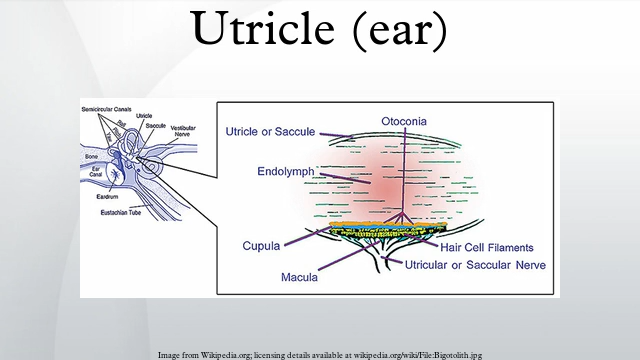 Utricle (ear)
Semicircular Canals
Utricle
Saccule
Vestibular
Nerve
Bone
Ear
Canal
Eardrum
Eustachian Tube
Otoconia
Utricle or Saccule
Endolymph
Cupula
Hair Cell Filaments
Utricular or Saccular Nerve
Macula
Image from Wikipedia.org; licensing details available at wikipedia.org/wiki/File:Bigotolith.jpg